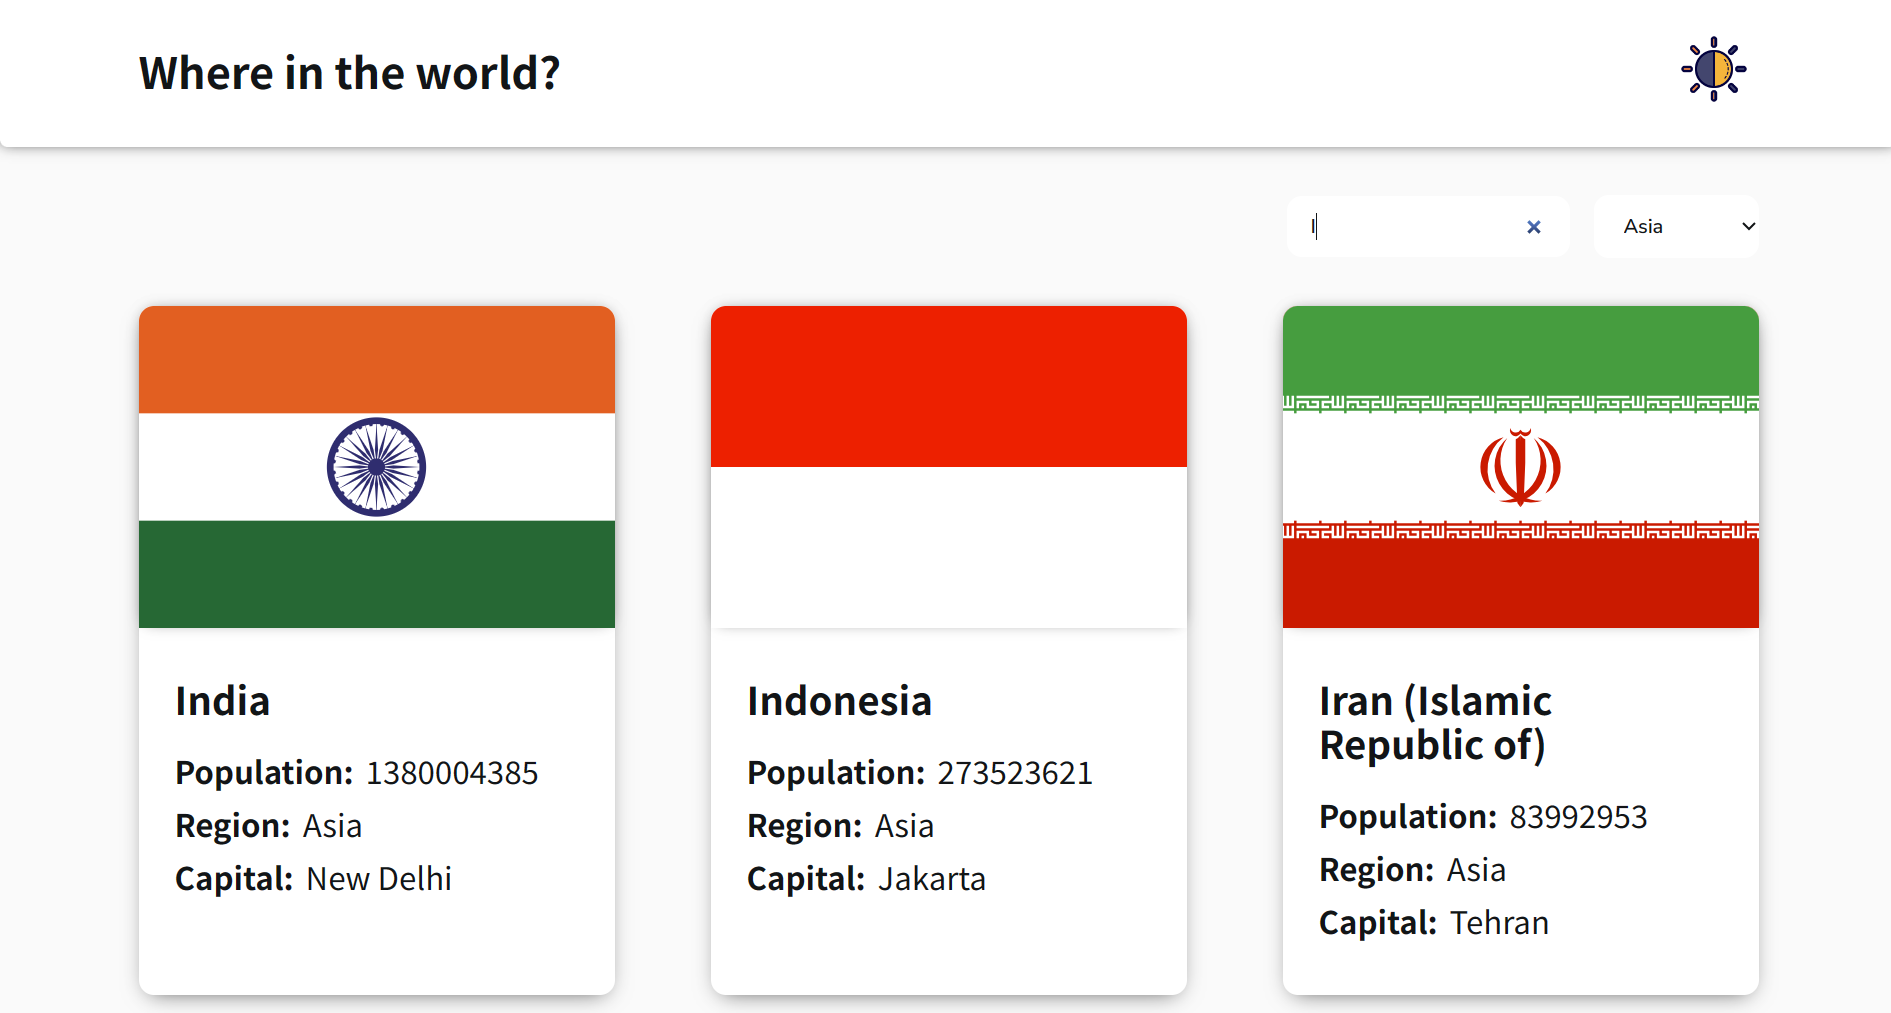 Where in the world?
I
Asia
India
Population: 1380004385
Region: Asia
Capital: New Delhi
Indonesia
Population: 273523621
Region: Asia
Capital: Jakarta
Iran (Islamic
Republic of)
Population: 83992953
Region: Asia
Capital: Tehran